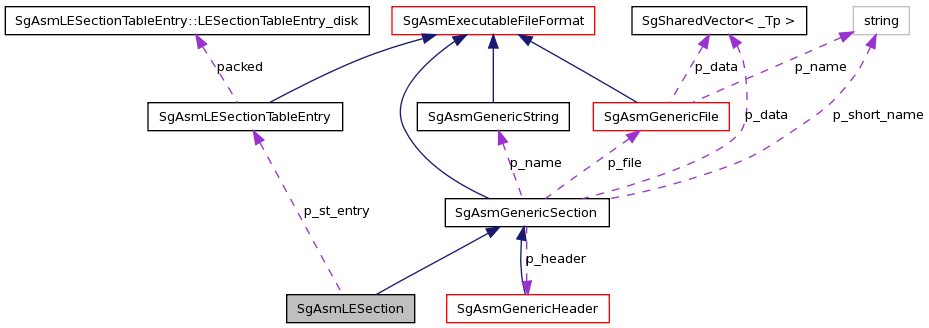 SgAsmLESectionTableEntry::LESectionTableEntry_disk
SgAsmExecutableFileFormat
SgSharedVector< _Tp >
string
packed
p_data
p_name
SgAsmLESectionTableEntry
SgAsmGenericString
SgAsmGenericFile
p_data
p_short_name
p_name
p_file
p_st_entry
SgAsmGenericSection
p_header
SgAsmLESection
SgAsmGenericHeader